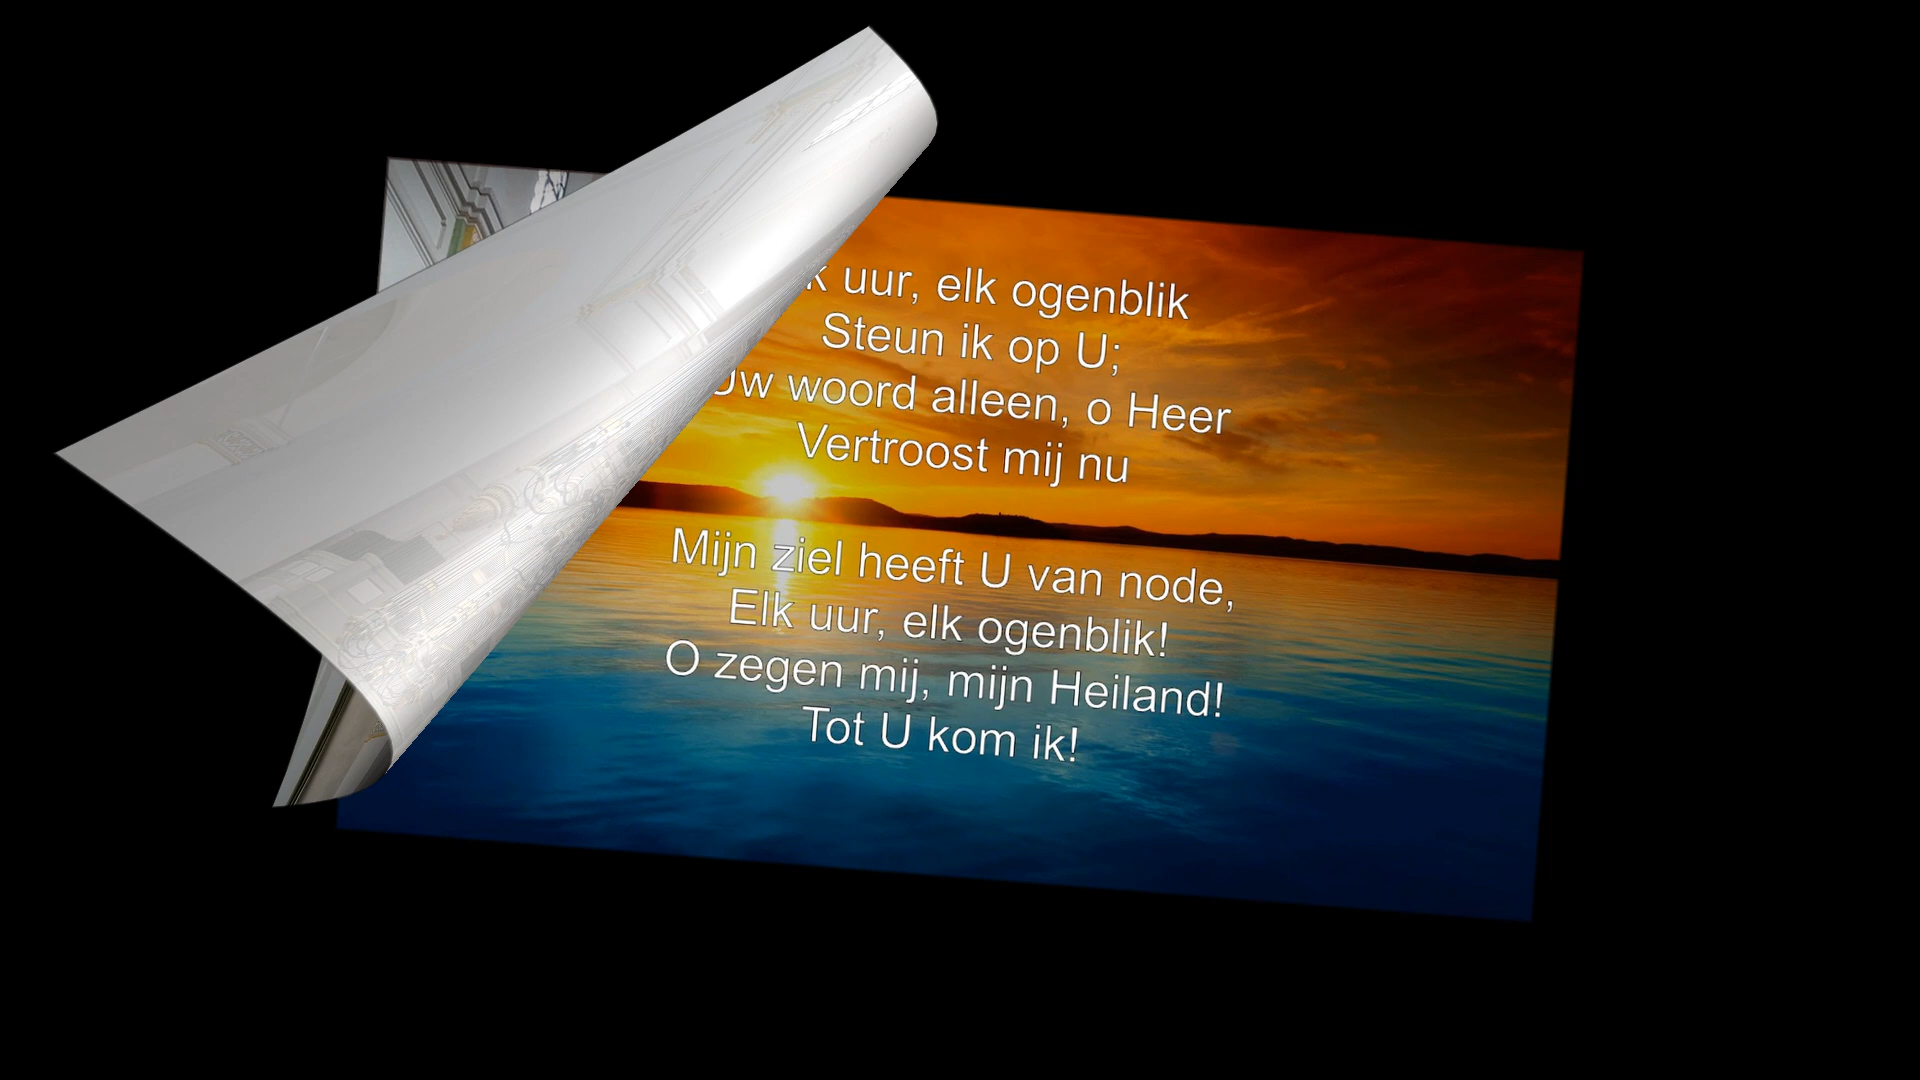 uur, elk ogenblik
Steun ik op U;
Uw woord alleen, o Heer
Vertroost mij nu
Mijn ziel heeft U van node,
Elk uur, elk ogenblik!
O zegen mij, mijn Heiland!
Tot U kom ik!